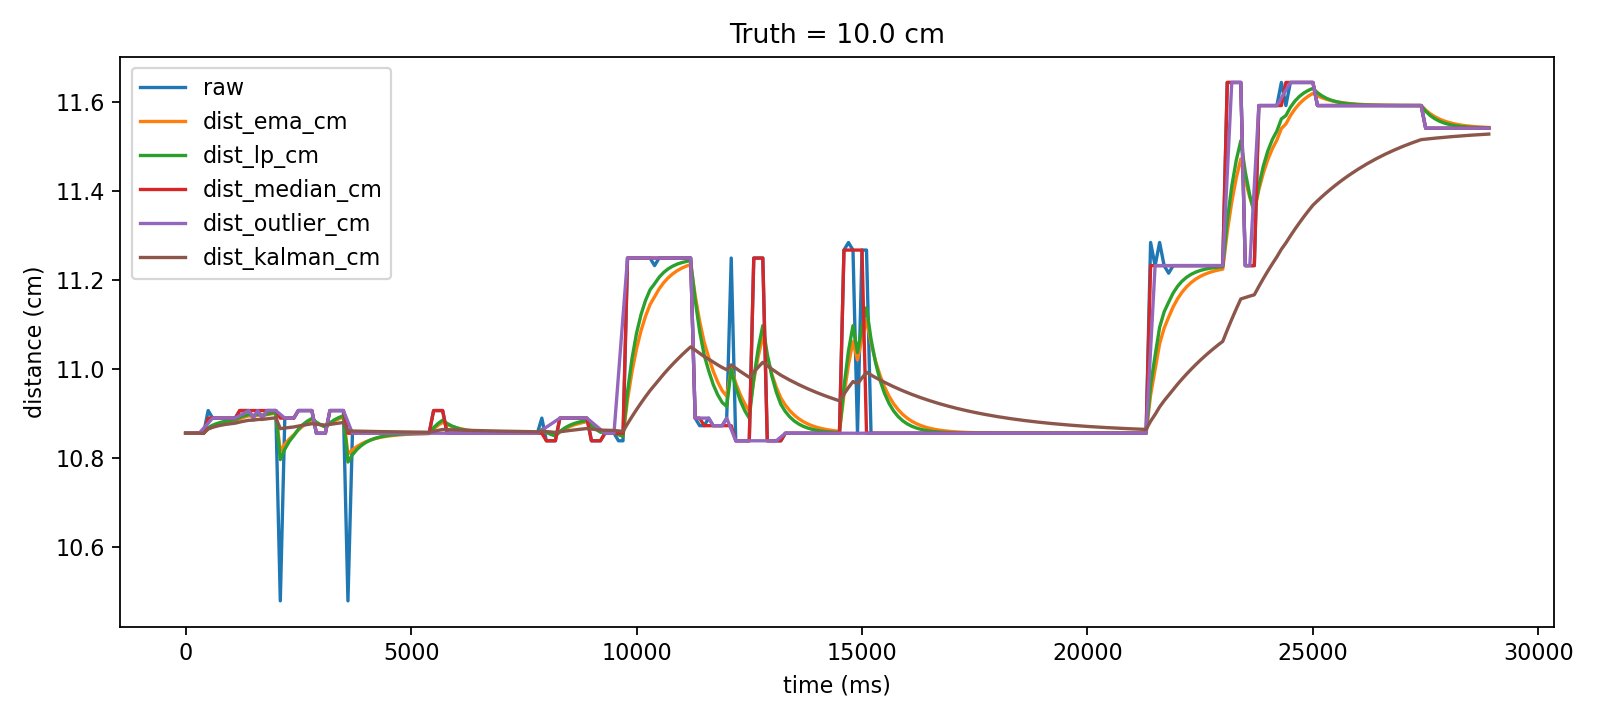 Truth = 10.0 cm
raw
dist_ema_cm
dist_lp_cm
dist_median_cm
dist_outlier_cm
dist_kalman_cm
distance (cm)
11.6
11.4
11.2
11.0
10.8
10.6
0 5000 10000 15000 20000 25000 30000
time (ms)